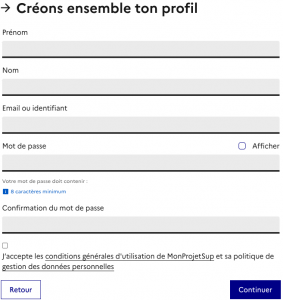 → Créons ensemble ton profil
Prénom
Nom
Email ou identifiant
Mot de passe
Afficher
Votre mot de passe doit contenir :
8 caractères minimum
Confirmation du mot de passe
J'accepte les conditions générales d'utilisation de MonProjetSup et sa politique de
gestion des données personnelles
Retour
Continuer